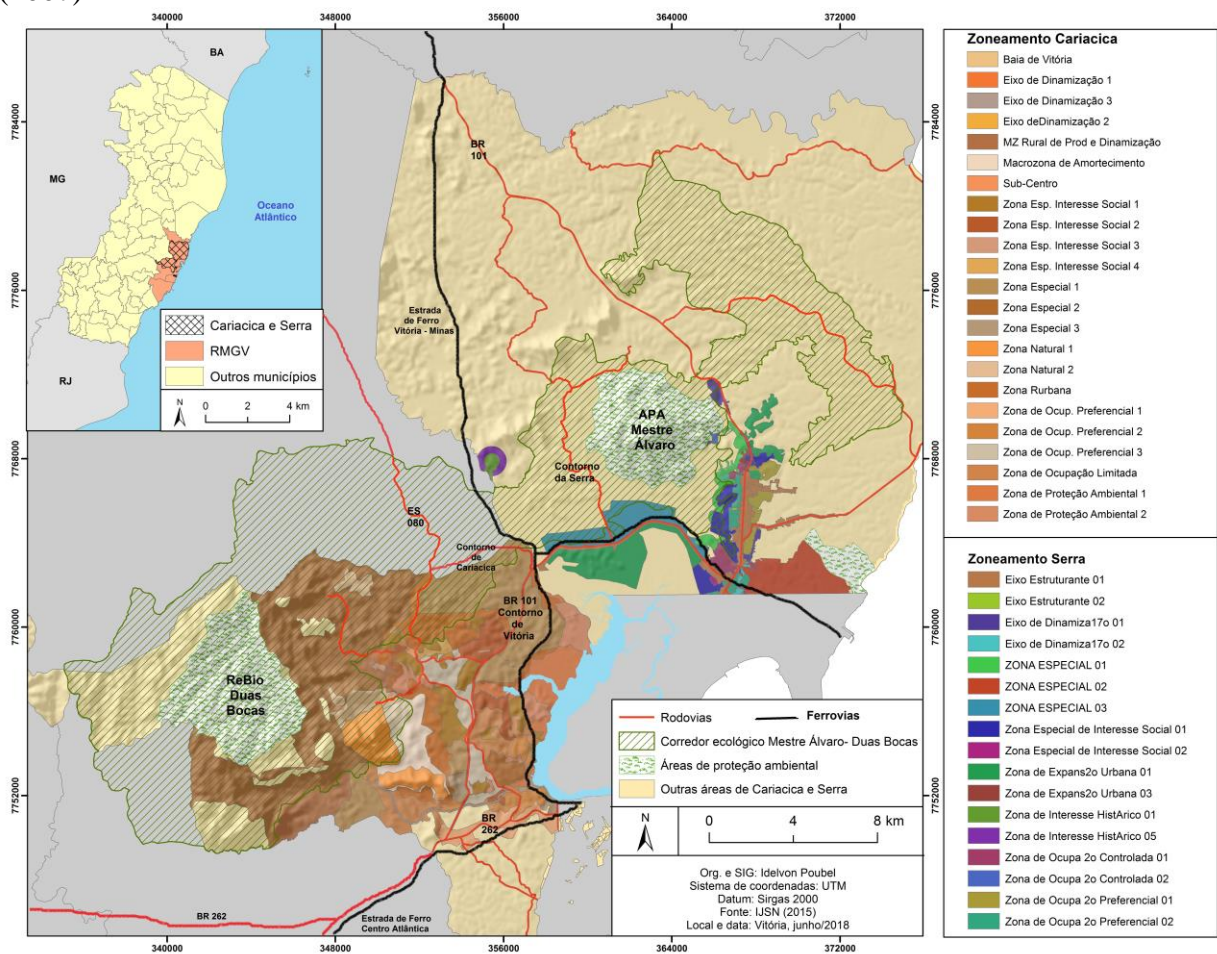 340000
348000
356000
364000
372000
7784000
7776000
7768000
7760000
7752000
BA
MG
RJ
Oceano
Atlântico
Cariacica e Serra
RMGV
Outros municípios
N
0 2 4 km
BR
101
Estrada
de Ferro
Vitória - Minas
APA
Mestre
Álvaro
Contorno
da Serra
ES
080
Contorno
de
Cariacica
BR 101
Contorno
de
Vitória
ReBio
Duas
Bocas
BR
262
BR 262
Estrada de Ferro
Centro Atlântica
Rodovias
Ferrovias
Corredor ecológico Mestre Álvaro- Duas Bocas
Áreas de proteção ambiental
Outras áreas de Cariacica e Serra
N
0 4 8 km
Org. e SIG: Idelvon Poubel
Sistema de coordenadas: UTM
Datum: Sirgas 2000
Fonte: IJSN (2015)
Local e data: Vitória, junho/2018
7784000
7776000
7768000
7760000
7752000
340000
348000
356000
364000
372000
Zoneamento Cariacica
Baia de Vitória
Eixo de Dinamização 1
Eixo de Dinamização 3
Eixo deDinamização 2
MZ Rural de Prod e Dinamização
Macrozona de Amortecimento
Sub-Centro
Zona Esp. Interesse Social 1
Zona Esp. Interesse Social 2
Zona Esp. Interesse Social 3
Zona Esp. Interesse Social 4
Zona Especial 1
Zona Especial 2
Zona Especial 3
Zona Natural 1
Zona Natural 2
Zona Rurbana
Zona de Ocup. Preferencial 1
Zona de Ocup. Preferencial 2
Zona de Ocup. Preferencial 3
Zona de Ocupação Limitada
Zona de Proteção Ambiental 1
Zona de Proteção Ambiental 2
Zoneamento Serra
Eixo Estruturante 01
Eixo Estruturante 02
Eixo de Dinamiza17o 01
Eixo de Dinamiza17o 02
ZONA ESPECIAL 01
ZONA ESPECIAL 02
ZONA ESPECIAL 03
Zona Especial de Interesse Social 01
Zona Especial de Interesse Social 02
Zona de Expans2o Urbana 01
Zona de Expans2o Urbana 03
Zona de Interesse HistArico 01
Zona de Interesse HistArico 05
Zona de Ocupa 2o Controlada 01
Zona de Ocupa 2o Controlada 02
Zona de Ocupa 2o Preferencial 01
Zona de Ocupa 2o Preferencial 02